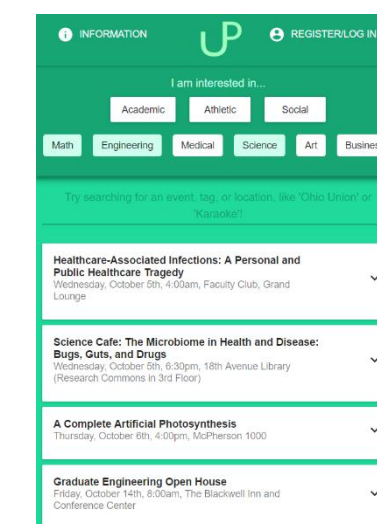 INFORMATION
UP
REGISTER/LOG IN
I am interested in...
Academic Athletic Social
Math Engineering Medical Science Art Busines
Try searching for an event, tag, or location, like 'Ohio Union' or
'Karaoke'!
Healthcare-Associated Infections: A Personal and
Public Healthcare Tragedy
Wednesday, October 5th, 4:00am, Faculty Club, Grand
Lounge
Science Cafe: The Microbiome in Health and Disease:
Bugs, Guts, and Drugs
Wednesday, October 5th, 6:30pm, 18th Avenue Library
(Research Commons in 3rd Floor)
A Complete Artificial Photosynthesis
Thursday, October 6th, 4:00pm, McPherson 1000
Graduate Engineering Open House
Friday, October 14th, 8:00am, The Blackwell Inn and
Conference Center